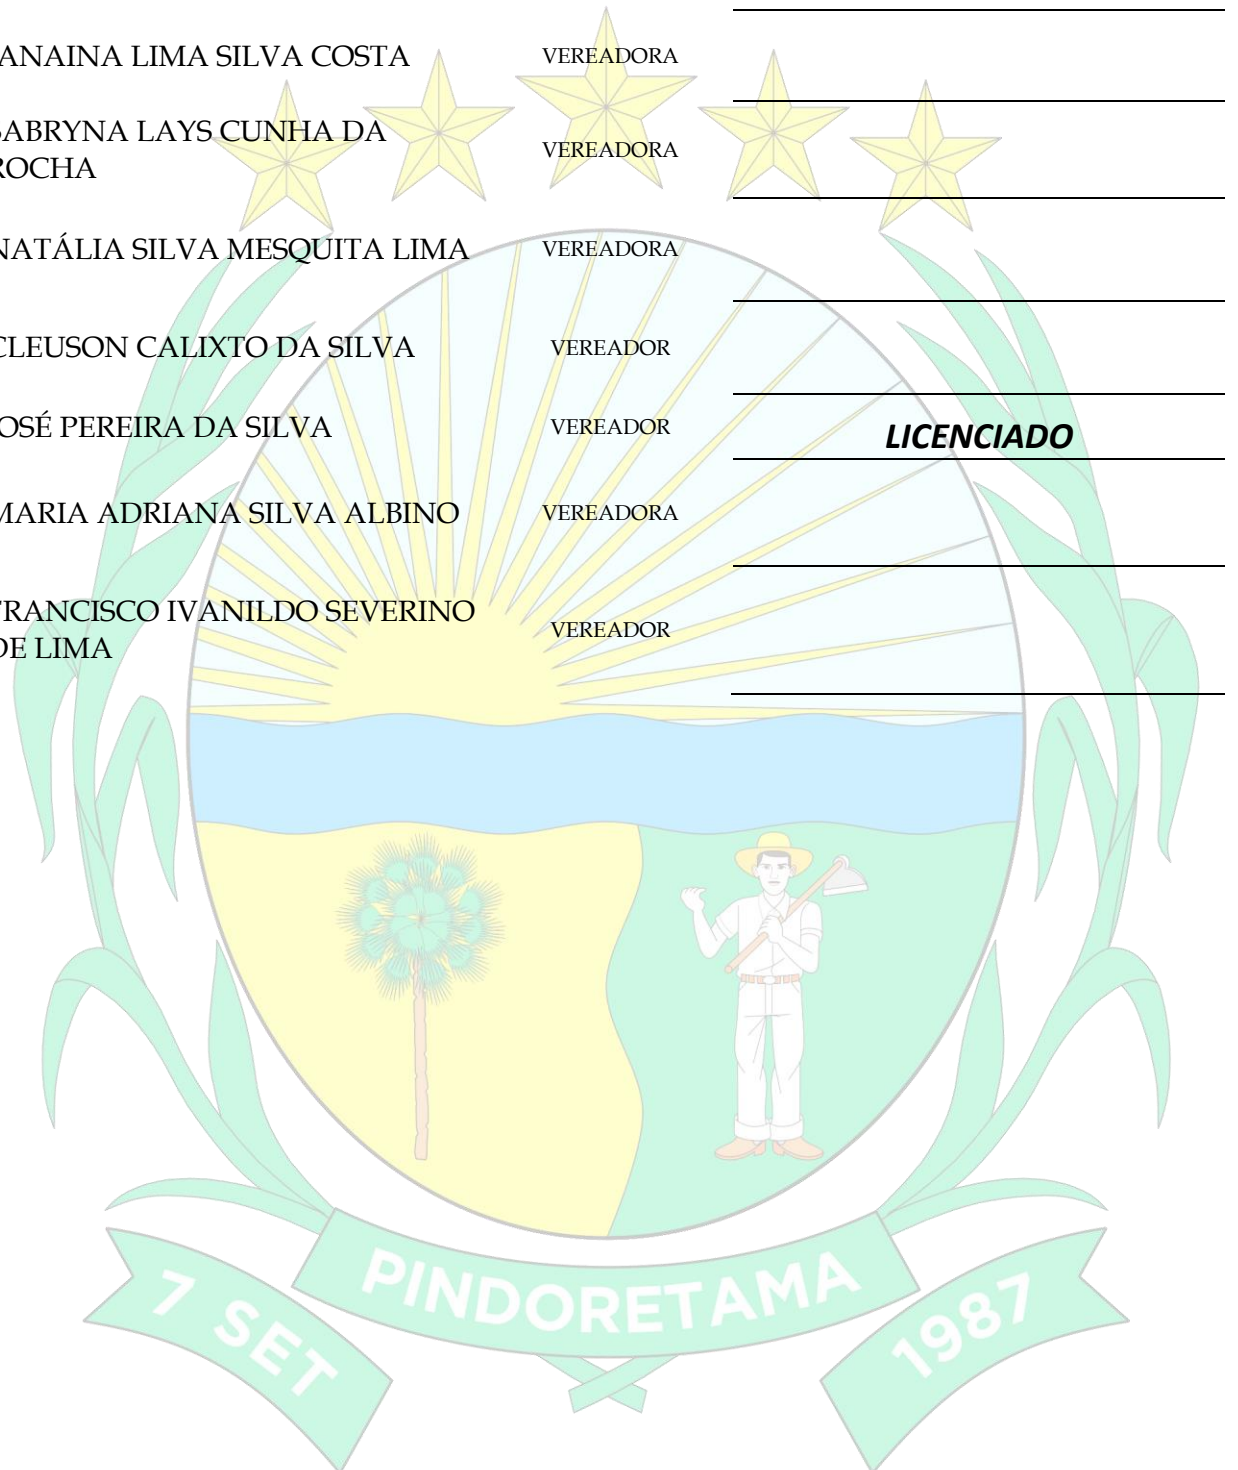 ANAINA LIMA SILVA COSTA VEREADORA
SABRYNA LAYS CUNHA DA
ROCHA VEREADORA
NATÁLIA SILVA MESQUITA LIMA VEREADORA
CLEUSON CALIXTO DA SILVA VEREADOR
OSÉ PEREIRA DA SILVA VEREADOR LICENCIADO
MARIA ADRIANA SILVA ALBINO VEREADORA
FRANCISCO IVANILDO SEVERINO
DE LIMA VEREADOR
PINDORETAMA
7 SET
1987